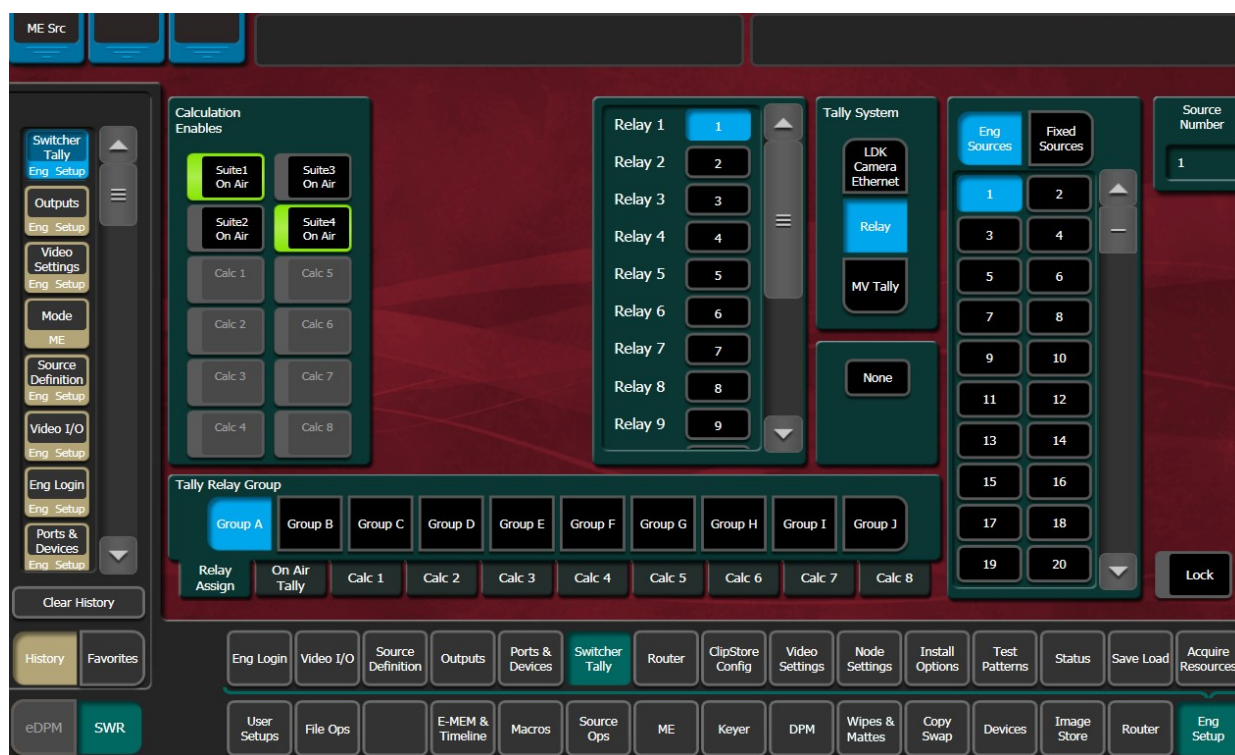 ME Src
Switcher
Tally
Eng Setup
Outputs
Eng Setup
Video
Settings
Eng Setup
Mode
ME
Source
Definition
Eng Setup
Video I/O
Eng Setup
Eng Login
Eng Setup
Ports &
Devices
Eng Setup
Clear History
History Favorites
eDPM SWR
Calculation
Enables
Suite1
On Air
Suite3
On Air
Suite2
On Air
Suite4
On Air
Calc 1 Calc 5
Calc 2 Calc 6
Calc 3 Calc 7
Calc 4 Calc 8
Relay 1 1
Relay 2 2
Relay 3 3
Relay 4 4
Relay 5 5
Relay 6 6
Relay 7 7
Relay 8 8
Relay 9 9
Tally System
LDK
Camera
Ethernet
Relay
MV Tally
None
Eng
Sources
Fixed
Sources
1 2
3 4
5 6
7 8
9 10
11 12
13 14
15 16
17 18
19 20
Source
Number
1
Lock
Tally Relay Group
Group A Group B Group C Group D Group E Group F Group G Group H Group I Group J
Relay
Assign
On Air
Tally
Calc 1 Calc 2 Calc 3 Calc 4 Calc 5 Calc 6 Calc 7 Calc 8
Eng Login
Video I/O
Source
Definition
Outputs
Ports &
Devices
Switcher
Tally
Router
ClipStore
Config
Video
Settings
Node
Settings
Install
Options
Test
Patterns
Status
Save Load
Acquire
Resources
User
Setups
File Ops
E-MEM &
Timeline
Macros
Source
Ops
ME
Keyer
DPM
Wipes &
Mattes
Copy
Swap
Devices
Image
Store
Router
Eng
Setup